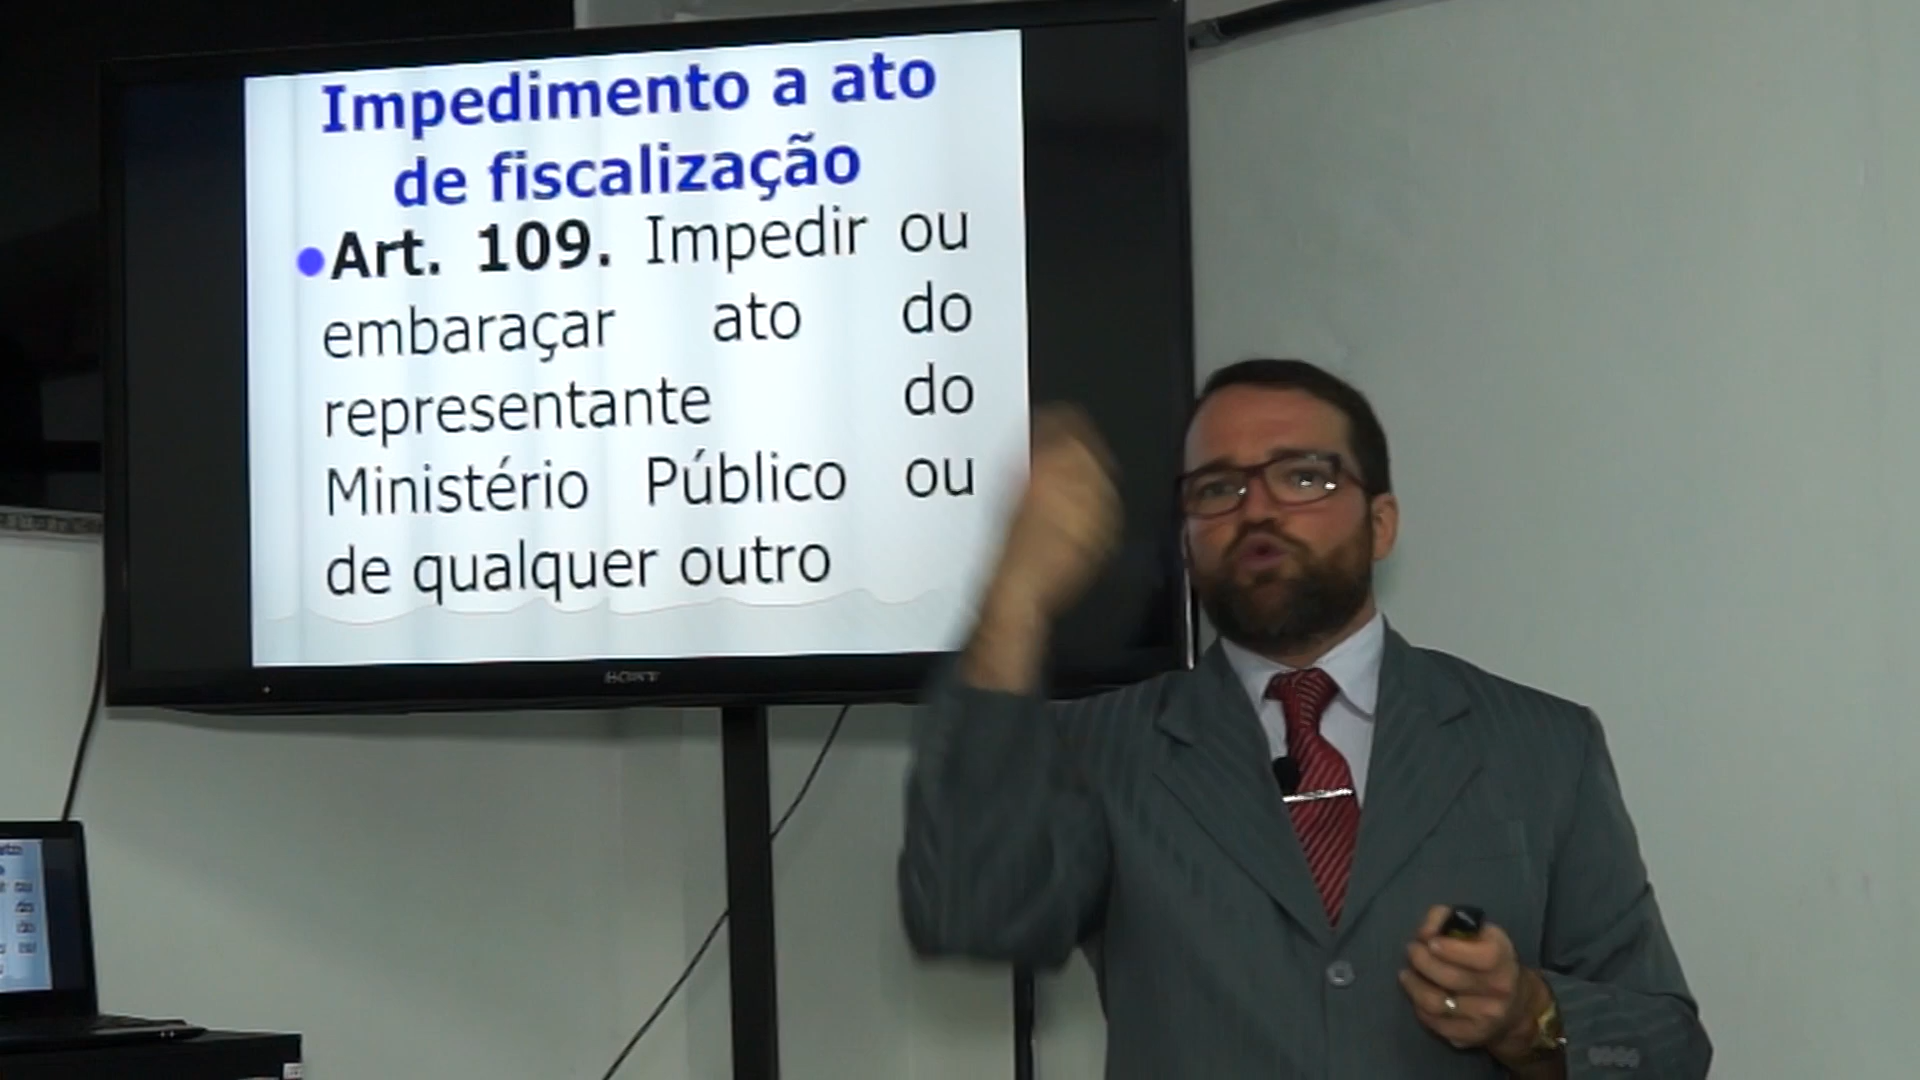 Impedimento a ato
de fiscalização
Art. 109. Impedir ou
embaraçar ato do
representante do
Ministério Público ou
de qualquer outro
SONY